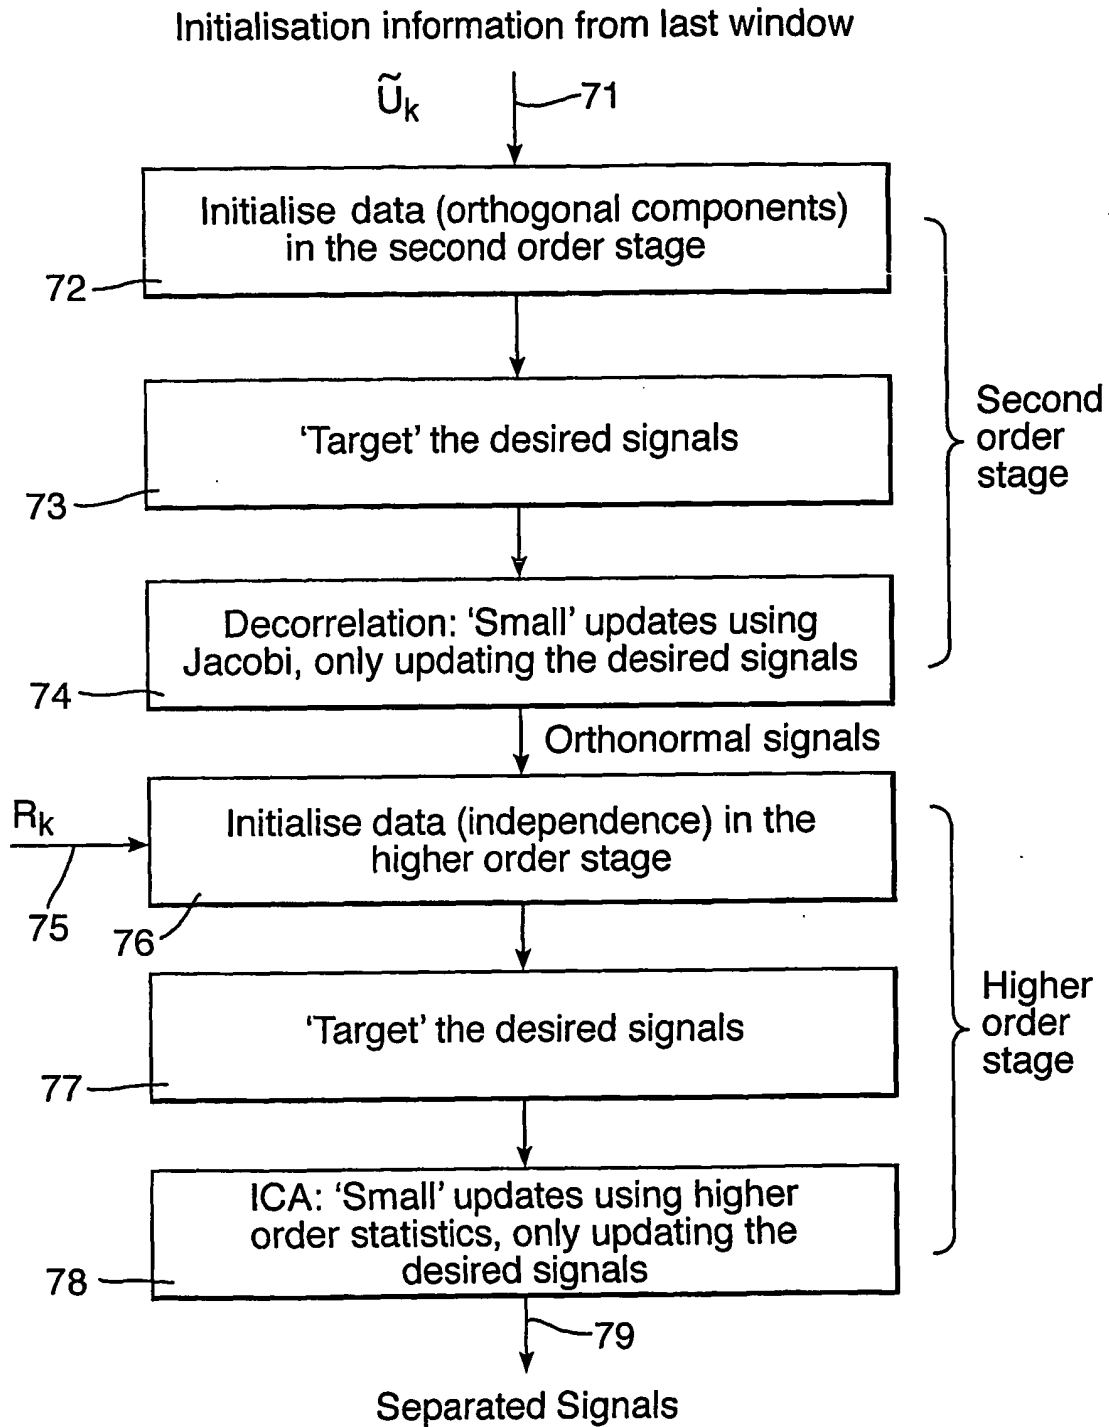 Initialisation information from last window
Ũk
71
Initialise data (orthogonal components)
in the second order stage
72
'Target' the desired signals
73
Second
order
stage
Decorrelation: 'Small' updates using
Jacobi, only updating the desired signals
74
Orthonormal signals
Rk
75
Initialise data (independence) in the
higher order stage
76
'Target' the desired signals
77
Higher
order
stage
ICA: 'Small' updates using higher
order statistics, only updating the
desired signals
78
79
Separated Signals